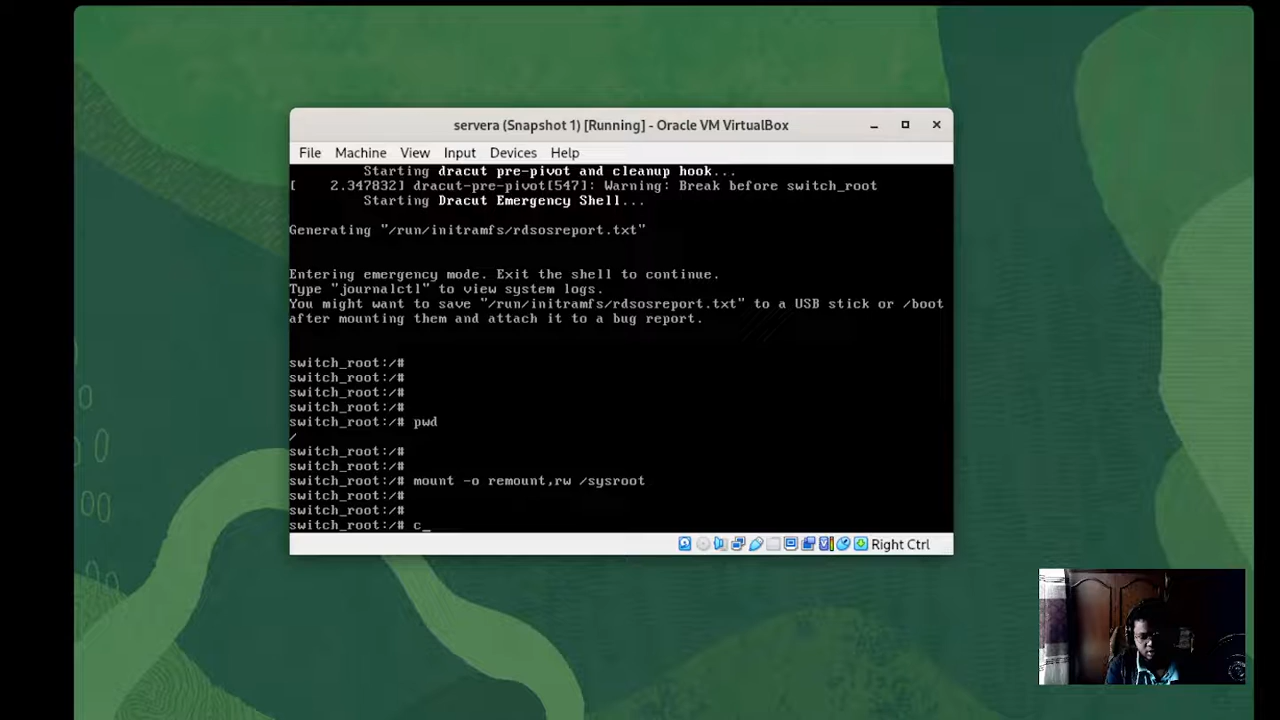 servera (Snapshot 1) [Running] - Oracle VM VirtualBox
File Machine View Input Devices Help
Starting dracut pre-pivot and cleanup hook...
[    2.347832] dracut-pre-pivot[547]: Warning: Break before switch_root
Starting Dracut Emergency Shell...
Generating "/run/initramfs/rdsosreport.txt"
Entering emergency mode. Exit the shell to continue.
Type "journalctl" to view system logs.
You might want to save "/run/initramfs/rdsosreport.txt" to a USB stick or /boot
after mounting them and attach it to a bug report.
switch_root:/#
switch_root:/#
switch_root:/#
switch_root:/#
switch_root:/# pwd
/
switch_root:/#
switch_root:/#
switch_root:/# mount -o remount,rw /sysroot
switch_root:/#
switch_root:/#
switch_root:/# c_
Right Ctrl